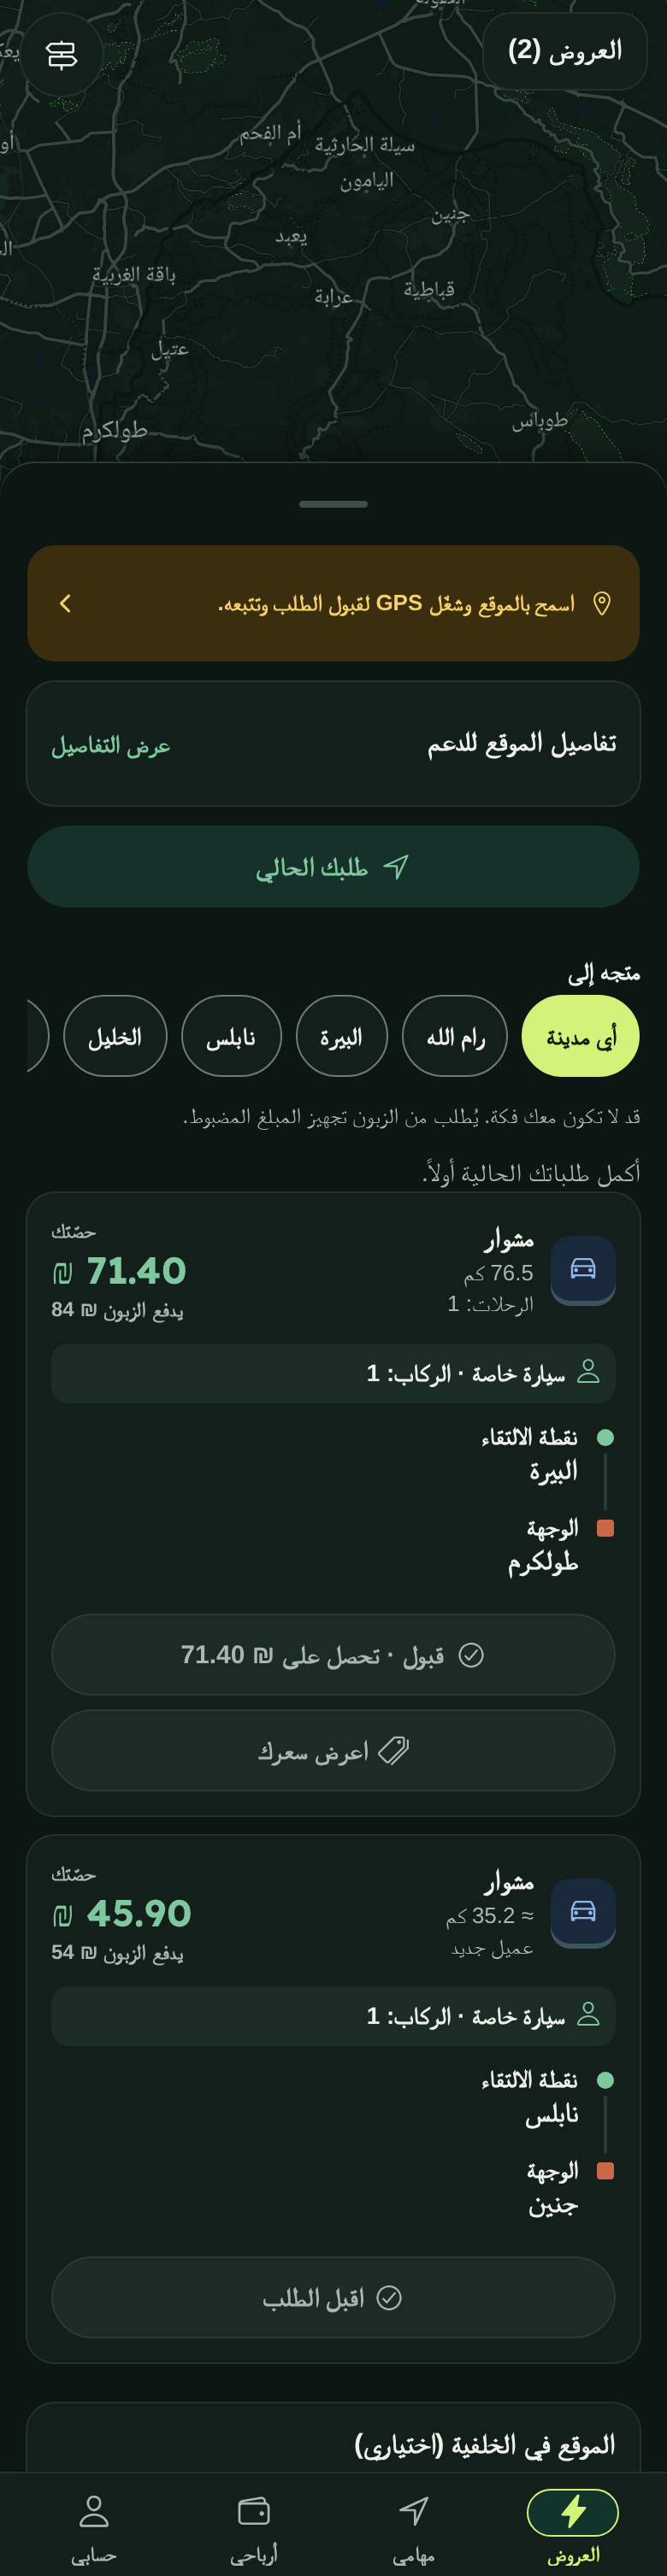 العروض (2)
أم الفحم
سيلة الحارثية
اليامون
جنين
يعبد
باقة الغربية
عرابة
قباطية
عتيل
طولكرم
طوباس
اسمح بالموقع وشغّل GPS لقبول الطلب وتتبعه.
تفاصيل الموقع للدعم
عرض التفاصيل
طلبك الحالي
متجه إلى
أي مدينة
رام الله
البيرة
نابلس
الخليل
قد لا تكون معك فكة. يُطلب من الزبون تجهيز المبلغ المضبوط.
أكمل طلباتك الحالية أولاً.
مشوار
76.5 كم
الرحلات: 1
حصّتك
71.40 ₪
يدفع الزبون ₪ 84
سيارة خاصة · الركاب: 1
نقطة الالتقاء
البيرة
الوجهة
طولكرم
قبول · تحصل على ₪ 71.40
اعرض سعرك
مشوار
≈ 35.2 كم
عميل جديد
حصّتك
45.90 ₪
يدفع الزبون ₪ 54
سيارة خاصة · الركاب: 1
نقطة الالتقاء
نابلس
الوجهة
جنين
اقبل الطلب
الموقع في الخلفية (اختياري)
العروض
مهامي
أرباحي
حسابي